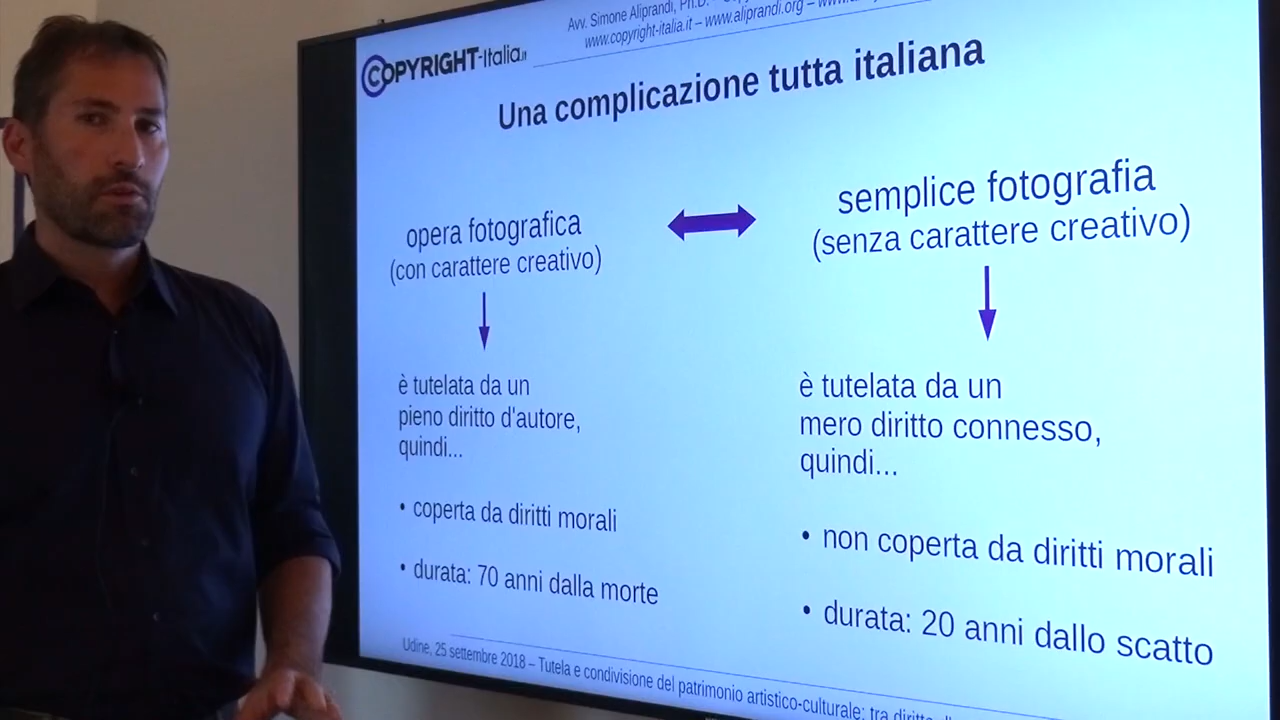 Avv. Simone Aliprandi, Ph.D. -
www.copyright-italia.it – www.aliprandi.org –
COPYRIGHT-Italia.it
Una complicazione tutta italiana
opera fotografica
(con carattere creativo)
semplice fotografia
(senza carattere creativo)
è tutelata da un
pieno diritto d'autore,
quindi...
• coperta da diritti morali
• durata: 70 anni dalla morte
è tutelata da un
mero diritto connesso,
quindi...
• non coperta da diritti morali
• durata: 20 anni dallo scatto
Udine, 25 settembre 2018 – Tutela e condivisione del patrimonio artistico-culturale: tra diritto